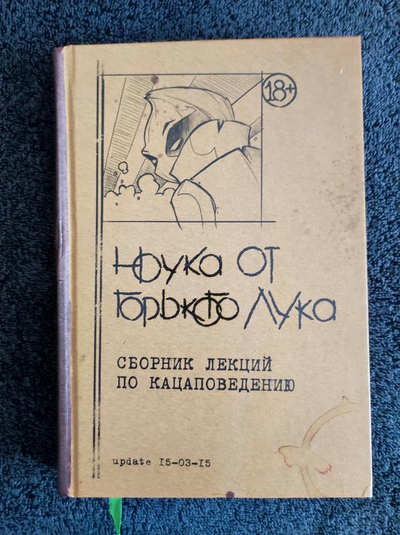 18+
Наука от
Горького Лука
СБОРНИК ЛЕКЦИЙ
ПО КАЦАПОВЕДЕНИЮ
update 15-03-15